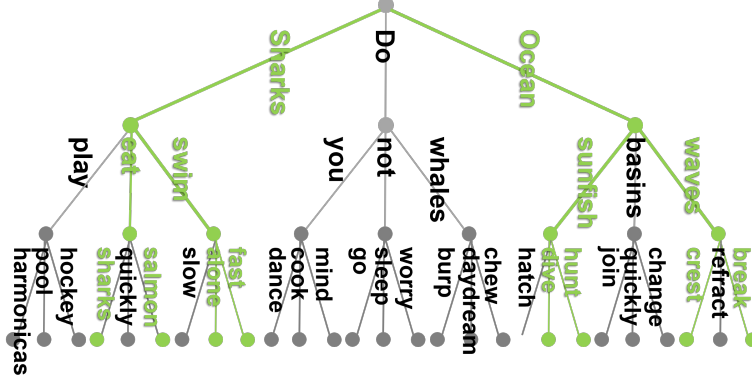 Sharks
Do
Ocean
play
eat
swim
you
not
whales
sunfish
basins
waves
harmonicas
pool
hockey
sharks
quickly
salmon
slow
alone
fast
dance
cook
mind
go
sleep
worry
burp
daydream
chew
hatch
dive
hunt
join
quickly
change
crest
refract
break